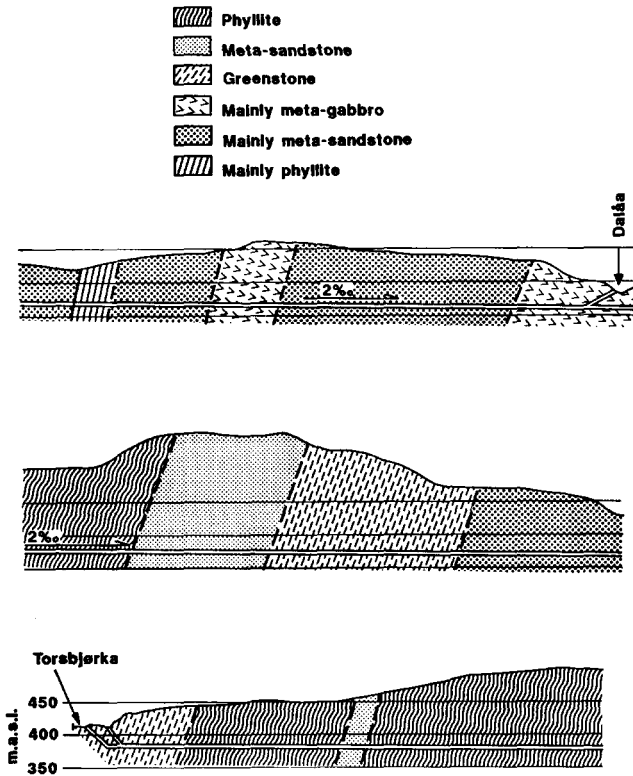 Phyllite
Meta-sandstone
Greenstone
Mainly meta-gabbro
Mainly meta-sandstone
Mainly phyllite
Dalåa
2‰
2‰
Torsbjørka
m.a.s.l.
450
400
350